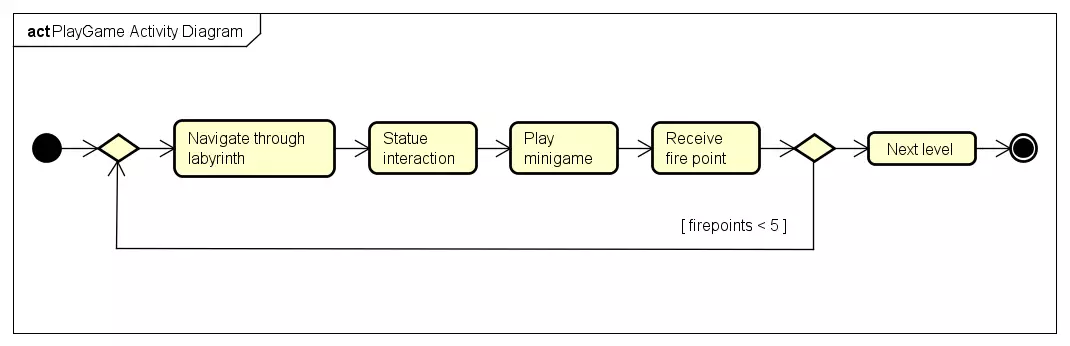 act PlayGame Activity Diagram
Navigate through
labyrinth
Statue
interaction
Play
minigame
Receive
fire point
Next level
[ firepoints < 5 ]